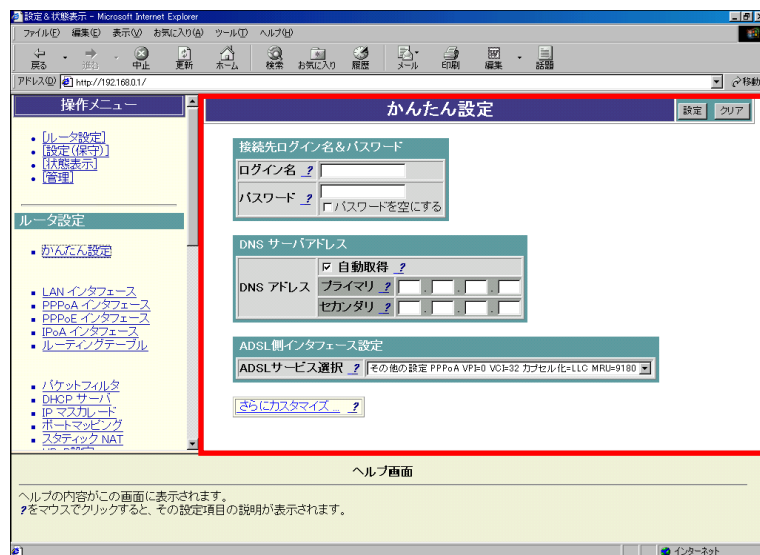 設定&状態表示 - Microsoft Internet Explorer
ファイル(F) 編集(E) 表示(V) お気に入り(A) ツール(T) ヘルプ(H)
戻る 進む 中止 更新 ホーム 検索 お気に入り 履歴 メール 印刷 編集 話題
アドレス(D) http://192.168.0.1/ 移動
操作メニュー
[ルータ設定]
[設定(保守)]
[状態表示]
[管理]
ルータ設定
かんたん設定
LAN インタフェース
PPPoA インタフェース
PPPoE インタフェース
IPoA インタフェース
ルーティングテーブル
パケットフィルタ
DHCP サーバ
IP マスカレード
ポートマッピング
スタティック NAT
かんたん設定
設定 クリア
接続先ログイン名&パスワード
ログイン名 ?
パスワード ?
パスワードを空にする
DNS サーバアドレス
DNS アドレス
自動取得 ?
プライマリ ? . . .
セカンダリ ? . . .
ADSL側インタフェース設定
ADSLサービス選択 ? その他の設定 PPPoA VPI=0 VCI=32 カプセル化=LLC MRU=9180
さらにカスタマイズ ... ?
ヘルプ画面
ヘルプの内容がこの画面に表示されます。
?をマウスでクリックすると、その設定項目の説明が表示されます。
インターネット